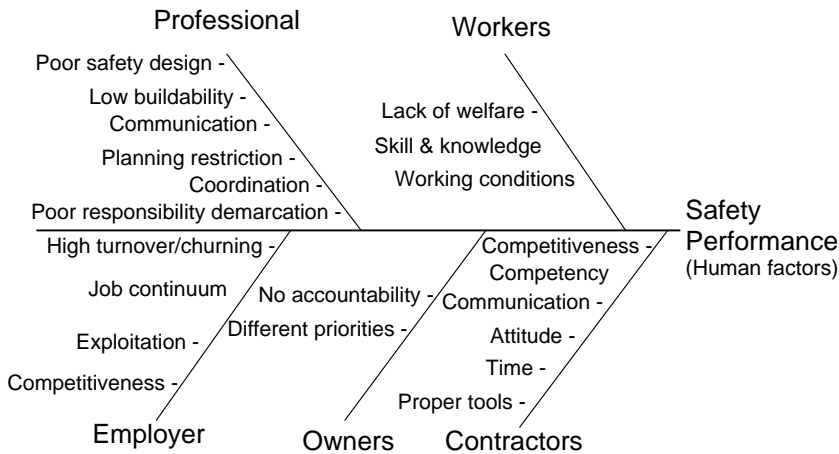 Professional
Workers
Poor safety design -
Low buildability -
Communication -
Planning restriction -
Coordination -
Poor responsibility demarcation -
Lack of welfare -
Skill & knowledge
Working conditions
Safety
Performance
(Human factors)
High turnover/churning -
Job continuum
Exploitation -
Competitiveness -
Employer
No accountability -
Different priorities -
Owners
Competitiveness -
Competency
Communication -
Attitude -
Time -
Proper tools -
Contractors